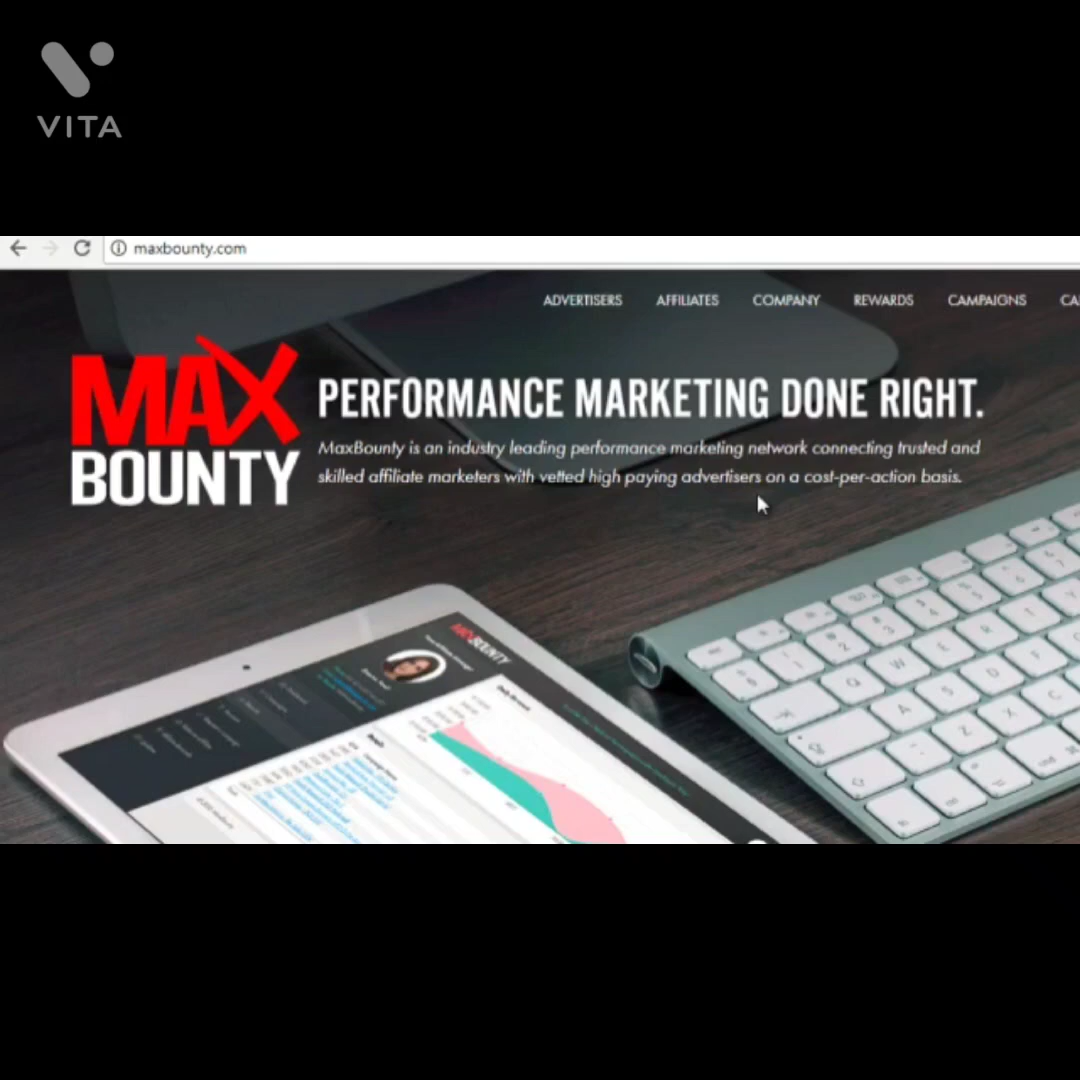 VITA
maxbounty.com
ADVERTISERS AFFILIATES COMPANY REWARDS CAMPAIGNS
MAX
BOUNTY
PERFORMANCE MARKETING DONE RIGHT.
MaxBounty is an industry leading performance marketing network connecting trusted and
skilled affiliate marketers with vetted high paying advertisers on a cost-per-action basis.
MAXBOUNTY
Q W
A S D
Z X C